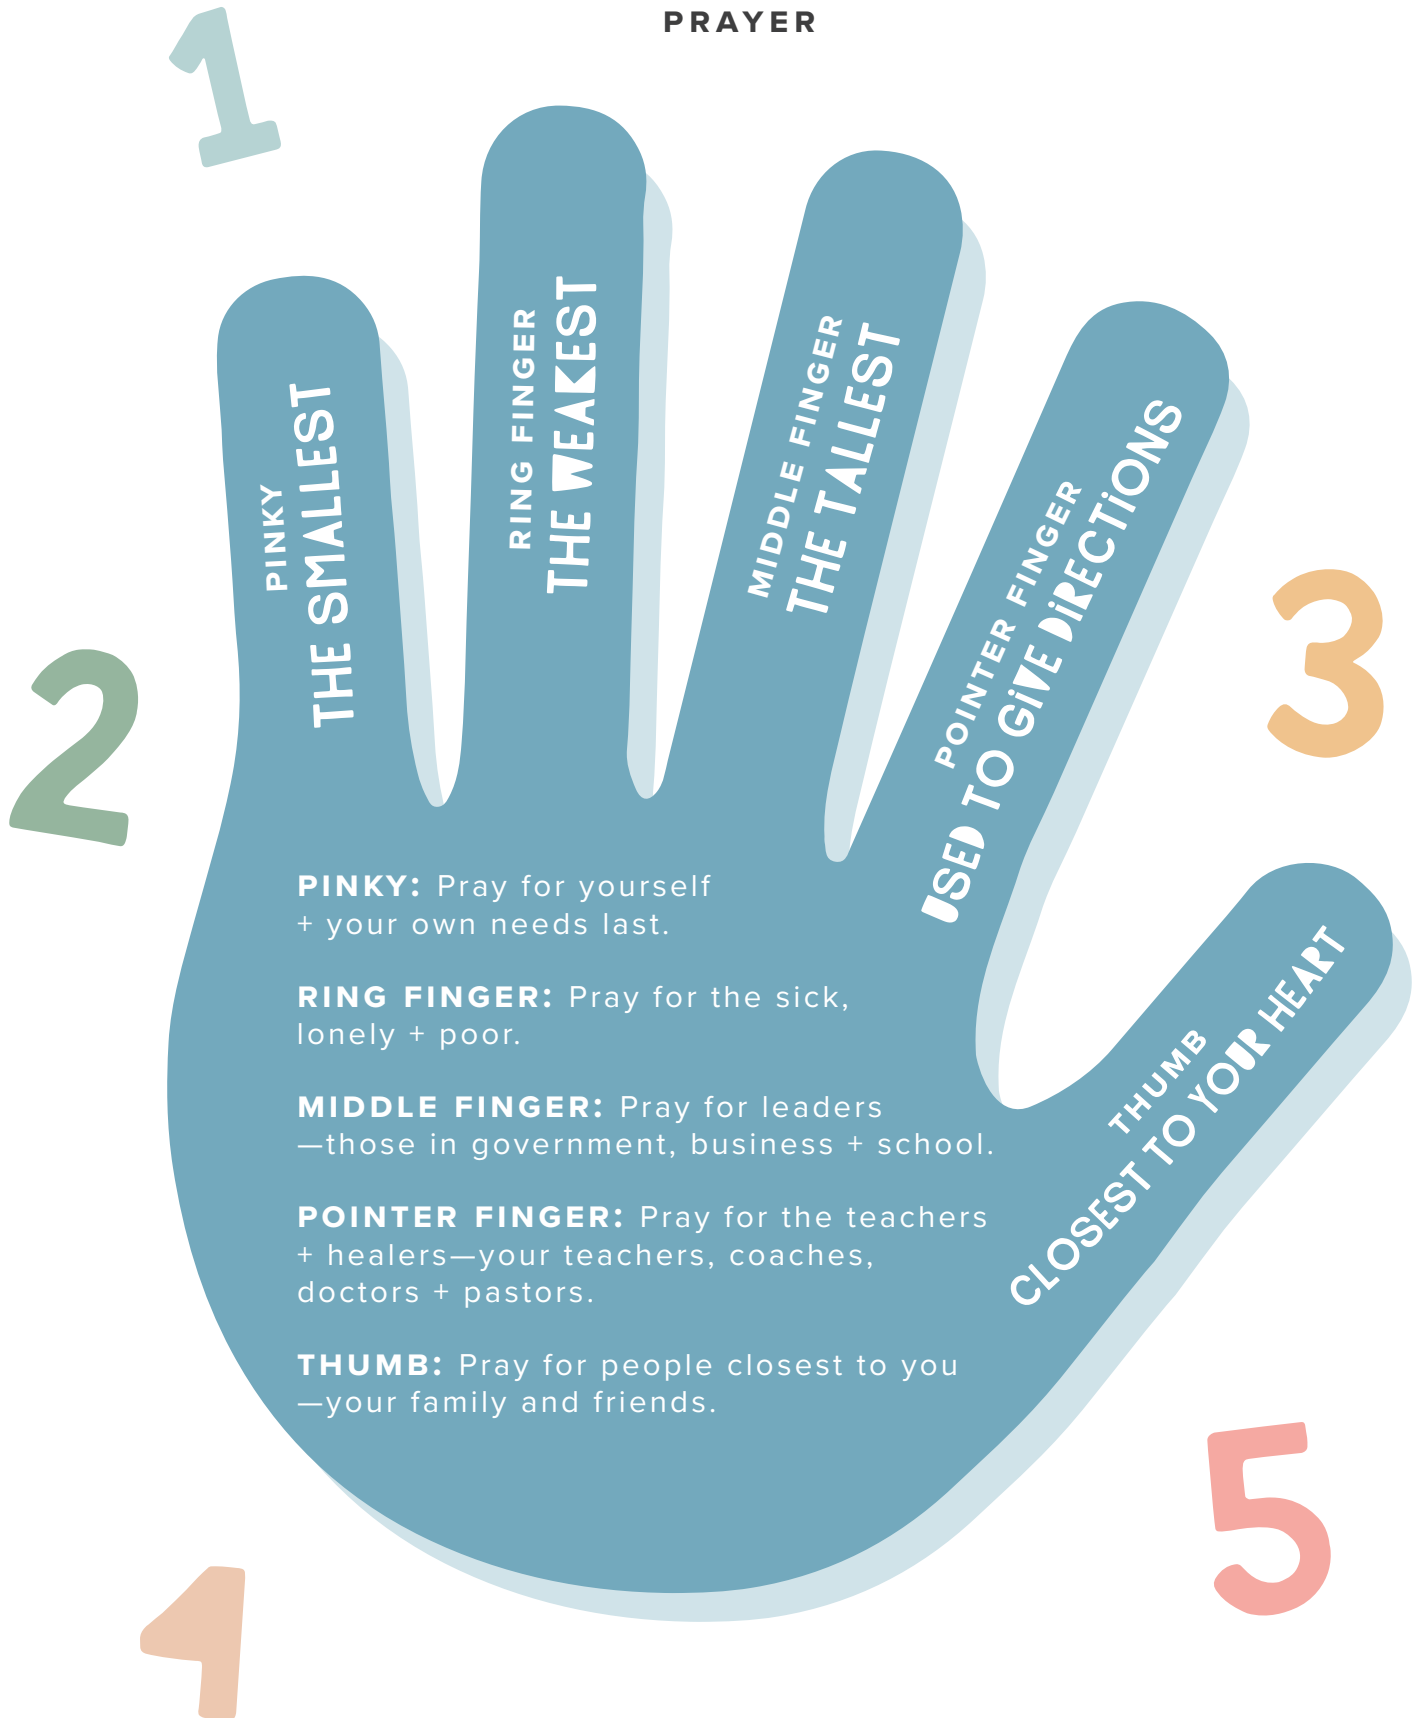 PRAYER
1
PINKY
THE SMALLEST
RING FINGER
THE WEAKEST
MIDDLE FINGER
THE TALLEST
POINTER FINGER
USED TO GiVE DiRECTiONS
THUMB
CLOSEST TO YOUR HEART
2
3
PINKY: Pray for yourself
+ your own needs last.
RING FINGER: Pray for the sick,
lonely + poor.
MIDDLE FINGER: Pray for leaders
—those in government, business + school.
POINTER FINGER: Pray for the teachers
+ healers—your teachers, coaches,
doctors + pastors.
THUMB: Pray for people closest to you
—your family and friends.
5
4